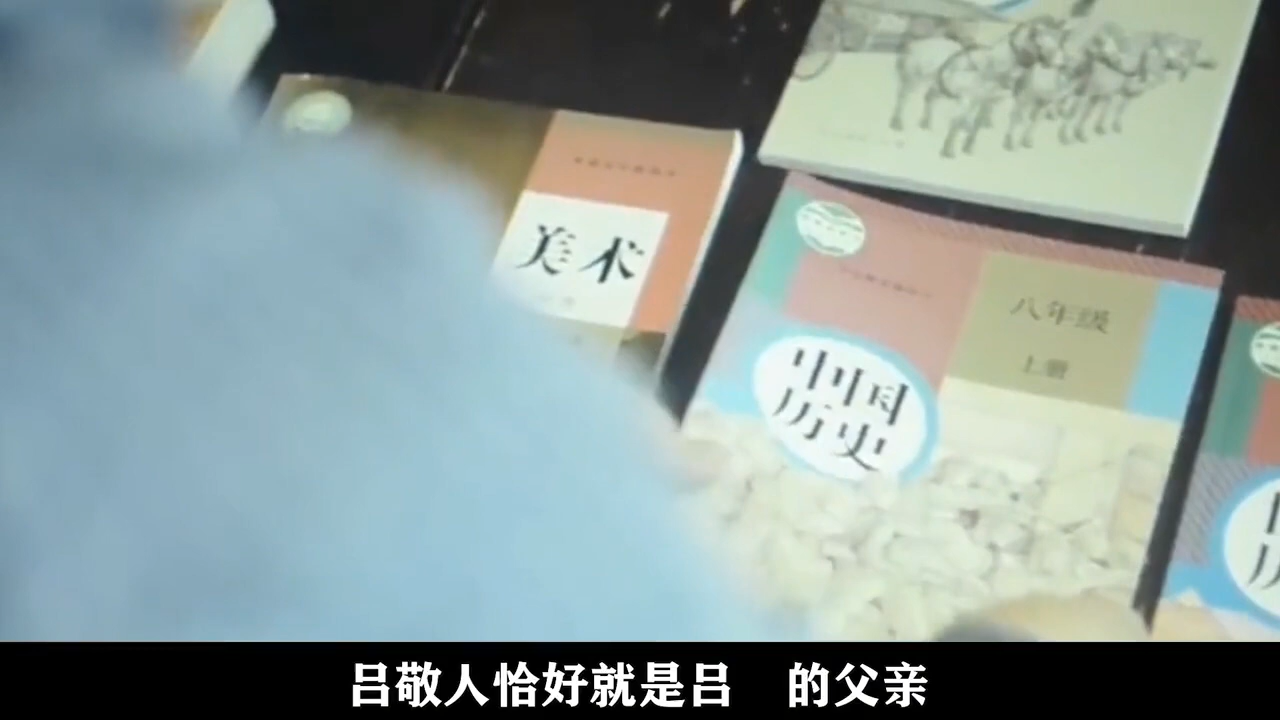 美术
八年级
上册
中国
历史
吕敬人恰好就是吕 的父亲